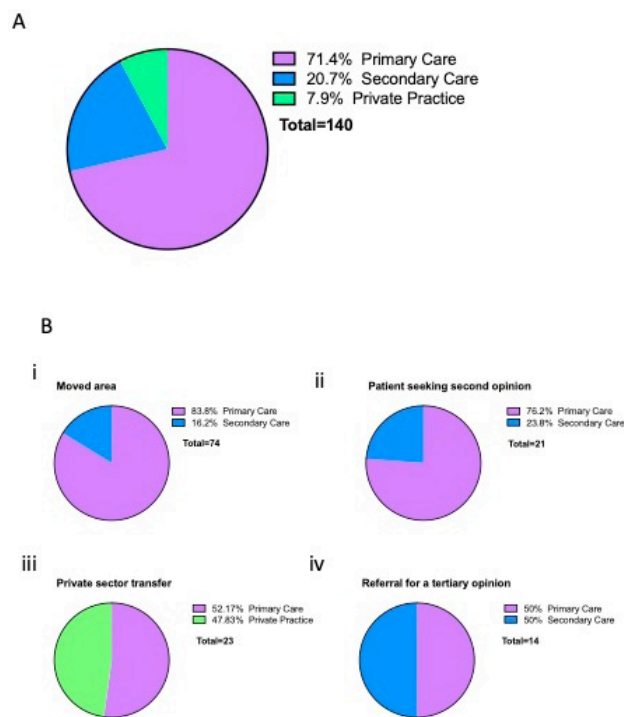 A
71.4% Primary Care
20.7% Secondary Care
7.9% Private Practice
Total=140
B
i
Moved area
83.8% Primary Care
16.2% Secondary Care
Total=74
ii
Patient seeking second opinion
76.2% Primary Care
23.8% Secondary Care
Total=21
iii
Private sector transfer
52.17% Primary Care
47.83% Private Practice
Total=23
iv
Referral for a tertiary opinion
50% Primary Care
50% Secondary Care
Total=14